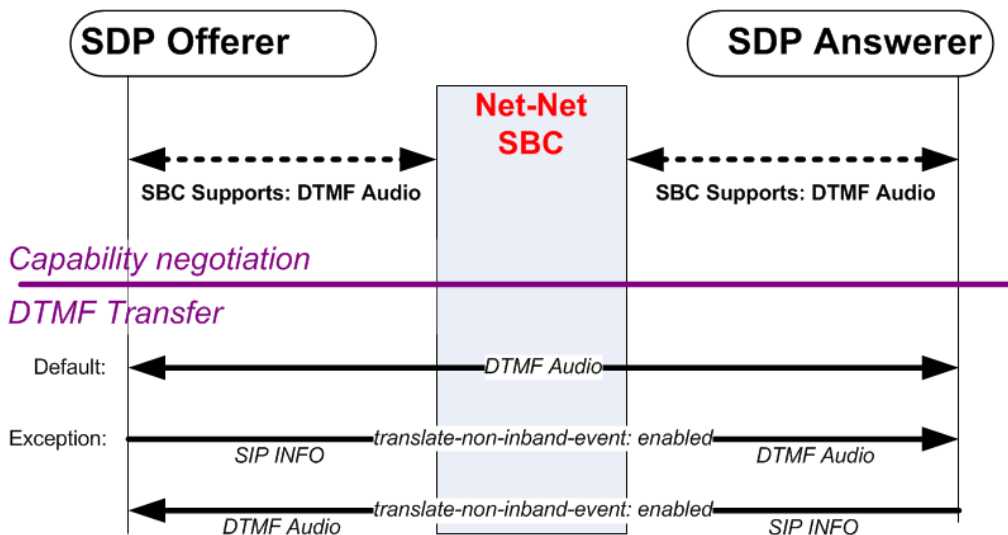 SDP Offerer
SDP Answerer
Net-Net
SBC
SBC Supports: DTMF Audio
SBC Supports: DTMF Audio
Capability negotiation
DTMF Transfer
Default:
DTMF Audio
Exception:
translate-non-inband-event: enabled
SIP INFO
DTMF Audio
translate-non-inband-event: enabled
DTMF Audio
SIP INFO